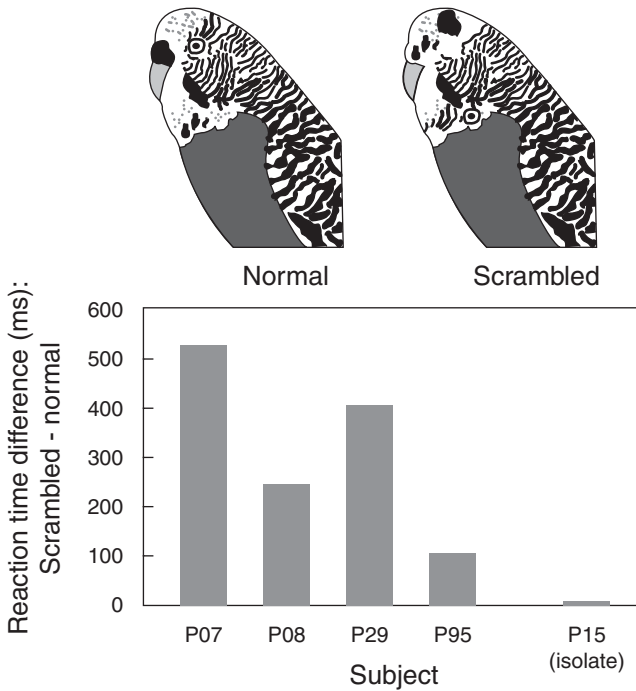 Normal
Scrambled
Reaction time difference (ms):
Scrambled - normal
600
500
400
300
200
100
0
P07 P08 P29 P95 P15
(isolate)
Subject